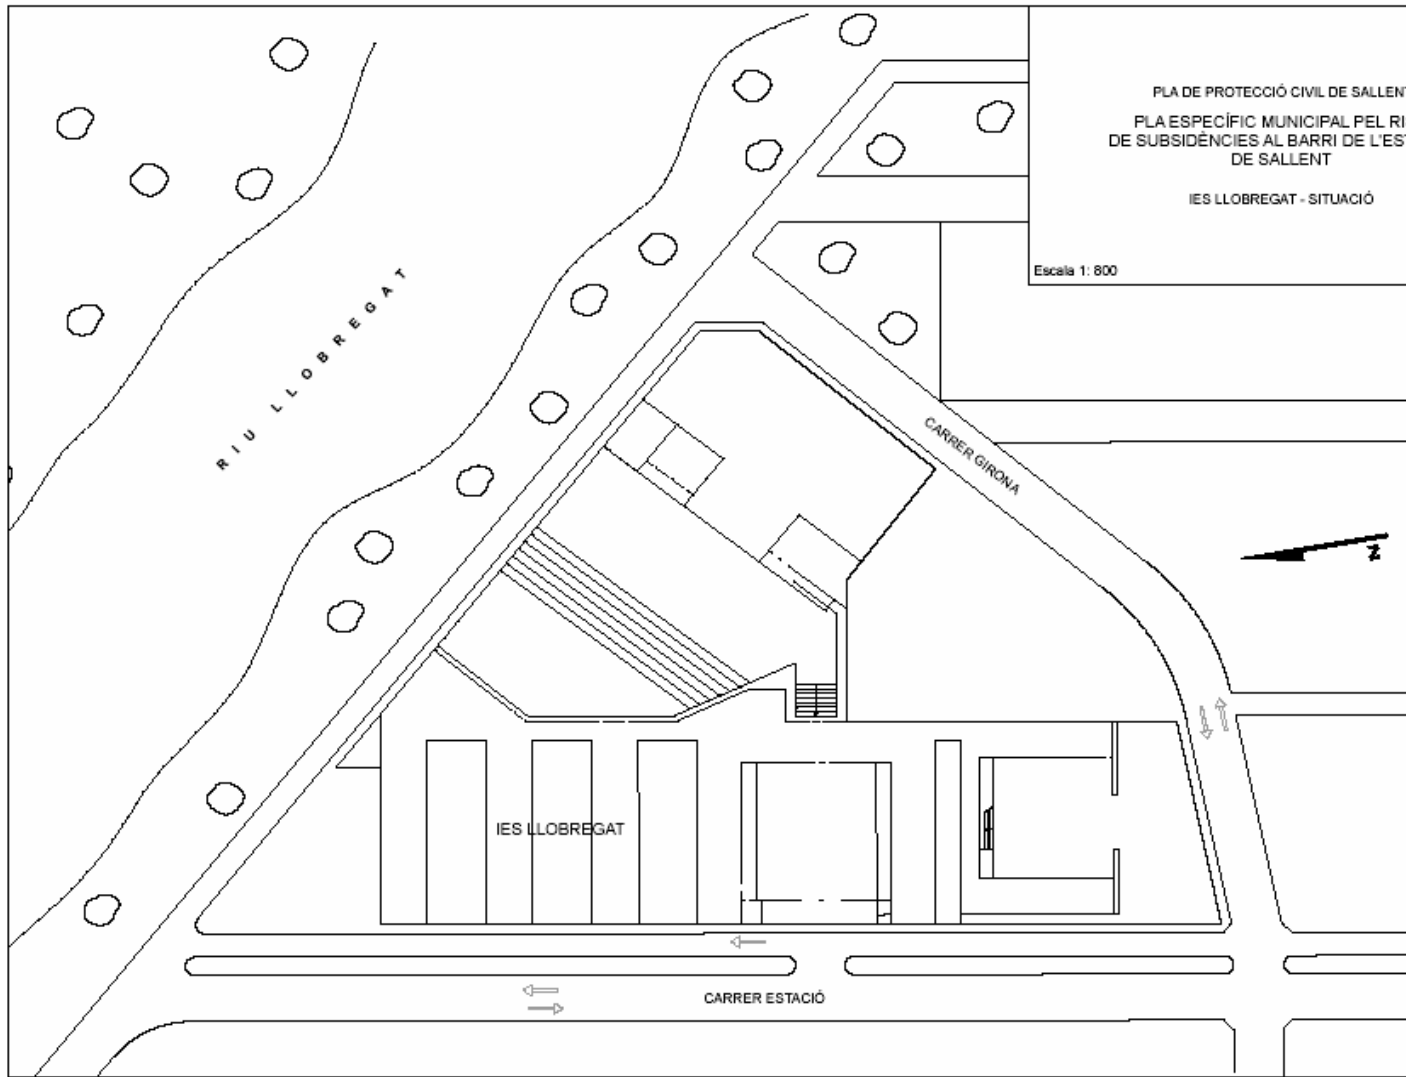 PLA DE PROTECCIÓ CIVIL DE SALLENT
PLA ESPECÍFIC MUNICIPAL PEL RI
DE SUBSIDÈNCIES AL BARRI DE L'EST
DE SALLENT
IES LLOBREGAT - SITUACIÓ
Escala 1: 800
RIU LLOBREGAT
CARRER GIRONA
N
IES LLOBREGAT
CARRER ESTACIÓ